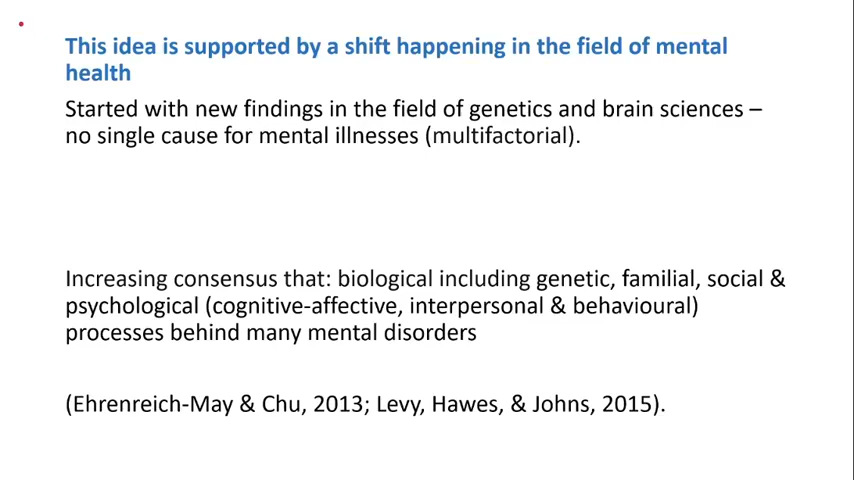 This idea is supported by a shift happening in the field of mental
health
Started with new findings in the field of genetics and brain sciences –
no single cause for mental illnesses (multifactorial).
Increasing consensus that: biological including genetic, familial, social &
psychological (cognitive-affective, interpersonal & behavioural)
processes behind many mental disorders
(Ehrenreich-May & Chu, 2013; Levy, Hawes, & Johns, 2015).